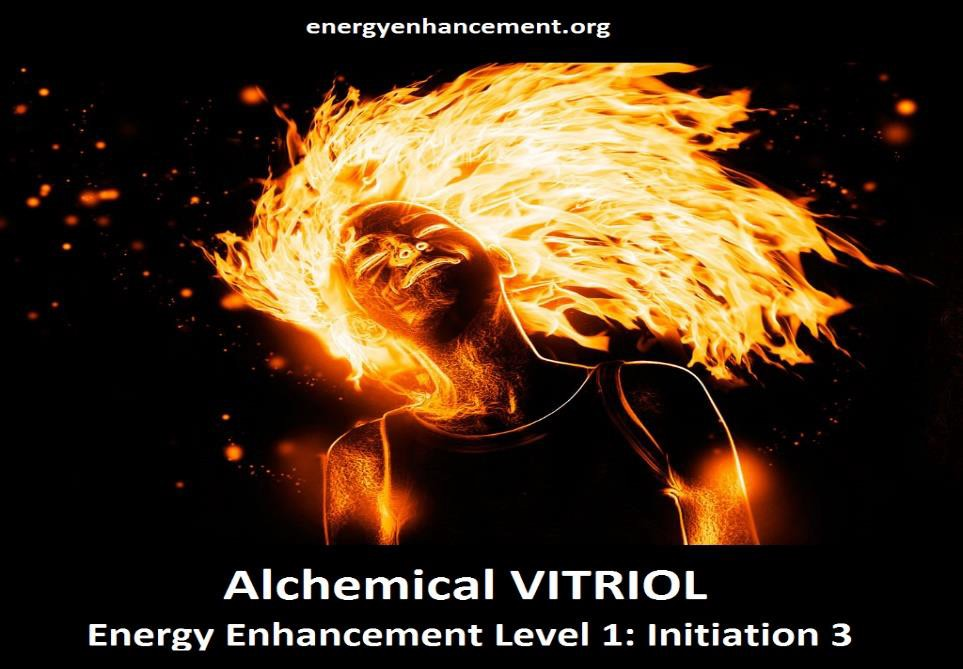 energyenhancement.org
Alchemical VITRIOL
Energy Enhancement Level 1: Initiation 3